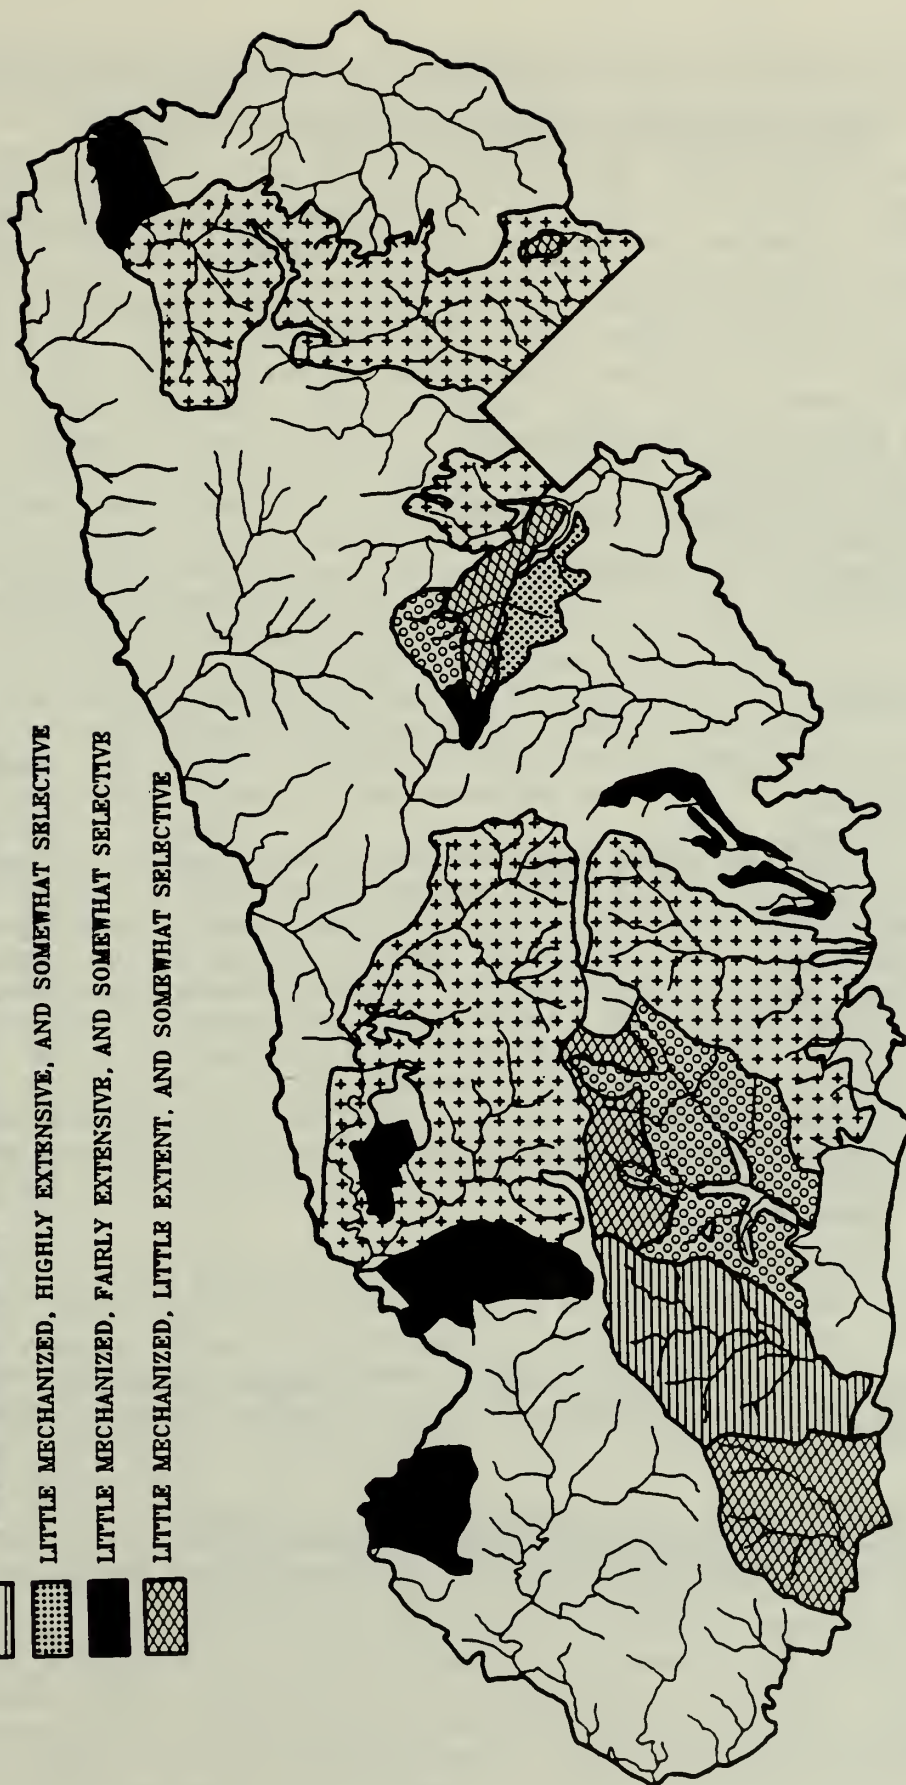 LITTLE MECHANIZED, HIGHLY EXTENSIVE, AND SOMEWHAT SELECTIVE
LITTLE MECHANIZED, FAIRLY EXTENSIVE, AND SOMEWHAT SELECTIVE
LITTLE MECHANIZED, LITTLE EXTENT, AND SOMEWHAT SELECTIVE